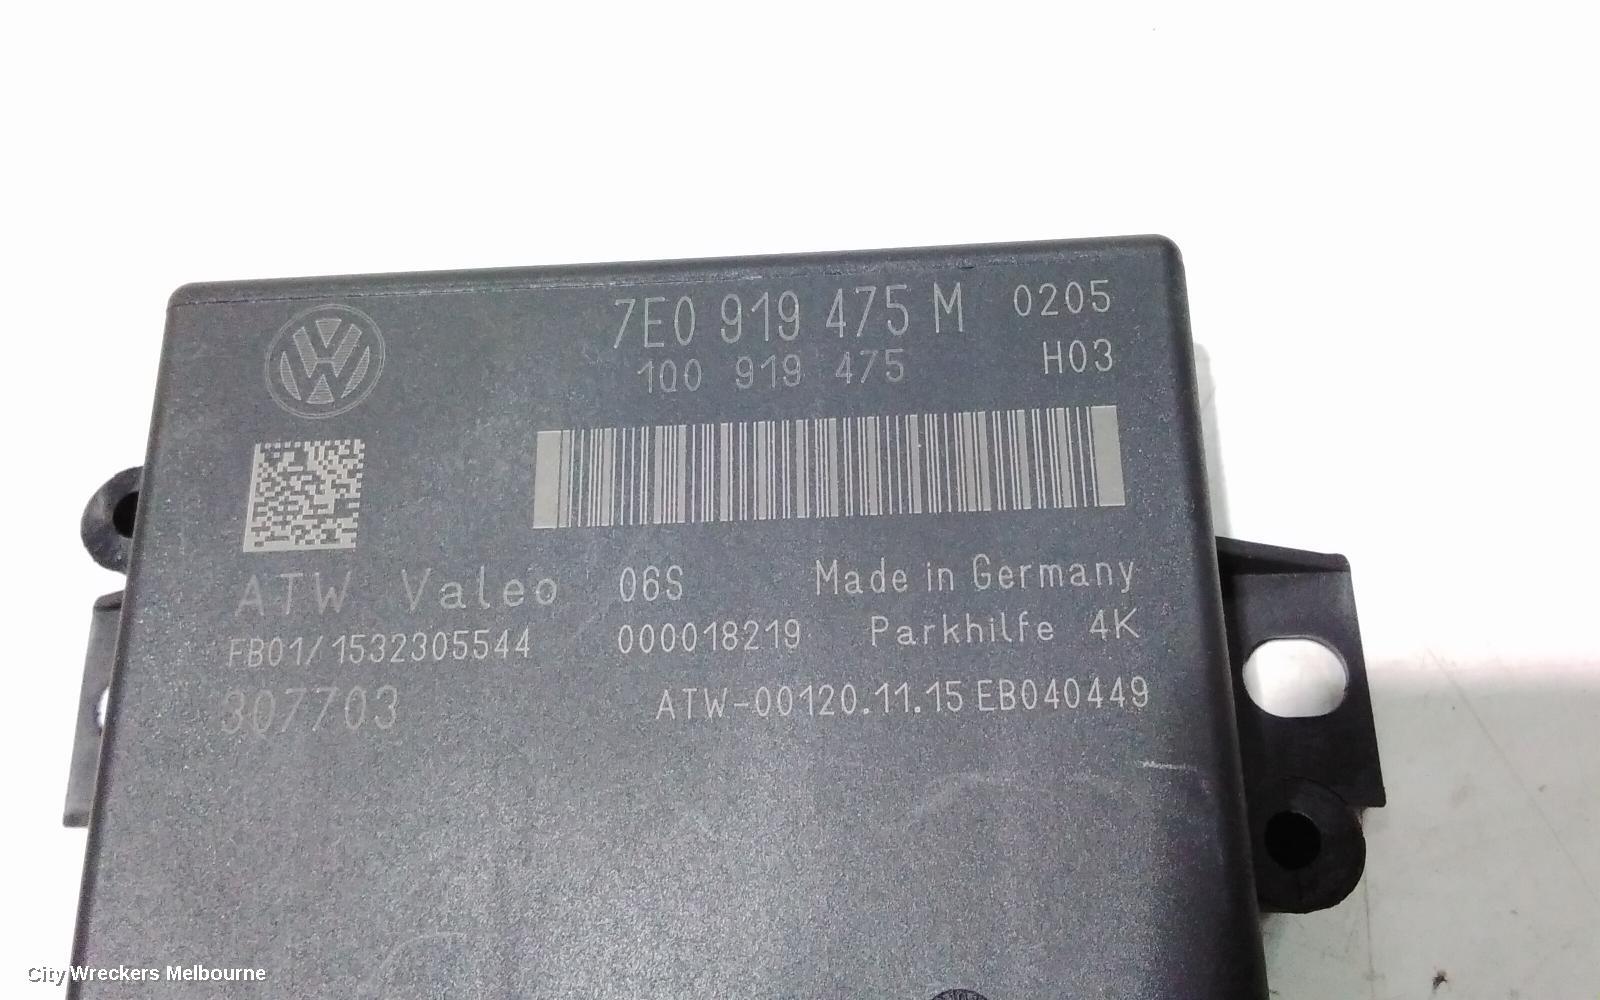 7E0 919 475 M 0205
1Q0 919 475 H03
ATW Valeo 06S Made in Germany
FB01/1532305544 000018219 Parkhilfe 4K
307703 ATW-00120.11.15 EB040449
City Wreckers Melbourne